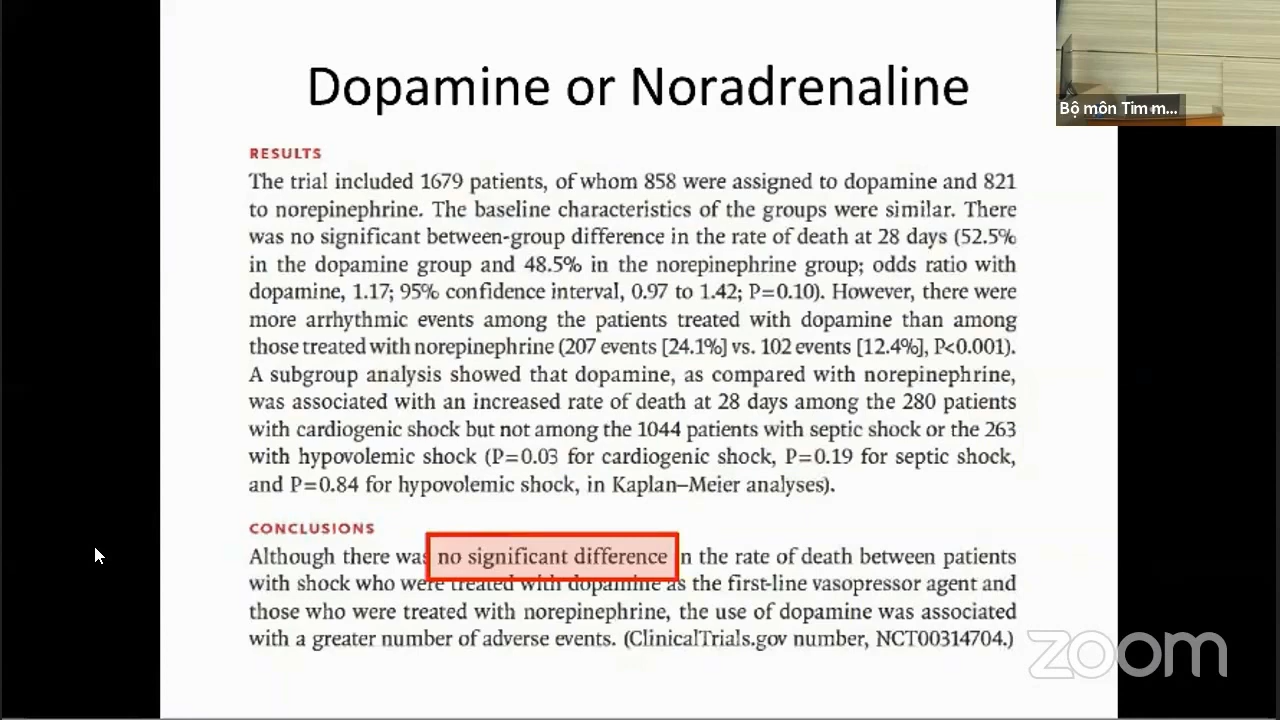 Dopamine or Noradrenaline
Bộ môn Tim m...
RESULTS
The trial included 1679 patients, of whom 858 were assigned to dopamine and 821
to norepinephrine. The baseline characteristics of the groups were similar. There
was no significant between-group difference in the rate of death at 28 days (52.5%
in the dopamine group and 48.5% in the norepinephrine group; odds ratio with
dopamine, 1.17; 95% confidence interval, 0.97 to 1.42; P=0.10). However, there were
more arrhythmic events among the patients treated with dopamine than among
those treated with norepinephrine (207 events [24.1%] vs. 102 events [12.4%], P<0.001).
A subgroup analysis showed that dopamine, as compared with norepinephrine,
was associated with an increased rate of death at 28 days among the 280 patients
with cardiogenic shock but not among the 1044 patients with septic shock or the 263
with hypovolemic shock (P=0.03 for cardiogenic shock, P=0.19 for septic shock,
and P=0.84 for hypovolemic shock, in Kaplan–Meier analyses).
CONCLUSIONS
Although there was no significant difference in the rate of death between patients
with shock who were treated with dopamine as the first-line vasopressor agent and
those who were treated with norepinephrine, the use of dopamine was associated
with a greater number of adverse events. (ClinicalTrials.gov number, NCT00314704.)
zoom